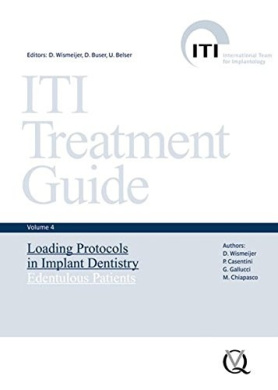 Editors: D. Wismeijer, D. Buser, U. Belser
ITI
International Team
for Implantology
ITI
Treatment
Guide
Volume 4
Loading Protocols
in Implant Dentistry
Edentulous Patients
Authors:
D. Wismeijer
P. Casentini
G. Gallucci
M. Chiapasco